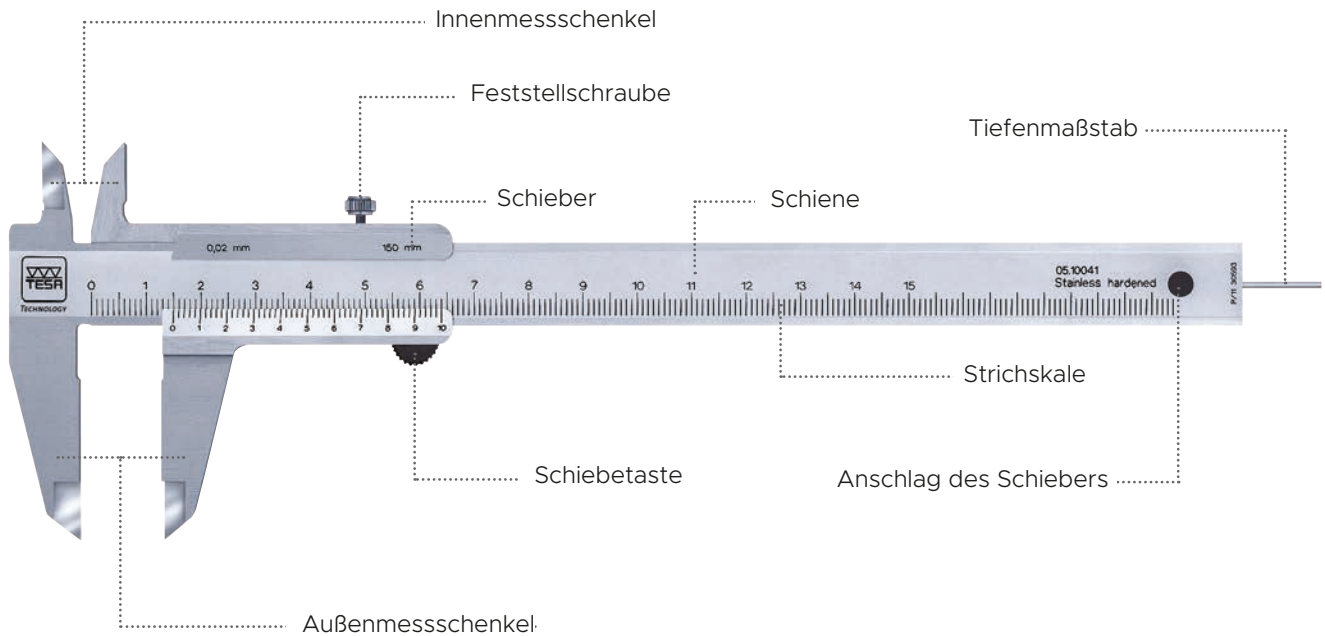 Innenmessschenkel
Feststellschraube
Tiefenmaßstab
Schieber
Schiene
0,02 mm 150 mm
TESA
TECHNOLOGY
0 1 2 3 4 5 6 7 8 9 10 11 12 13 14 15
05.10041
Stainless hardened
P/11 30593
0 1 2 3 4 5 6 7 8 9 10
Strichskale
Schiebetaste
Anschlag des Schiebers
Außenmessschenkel